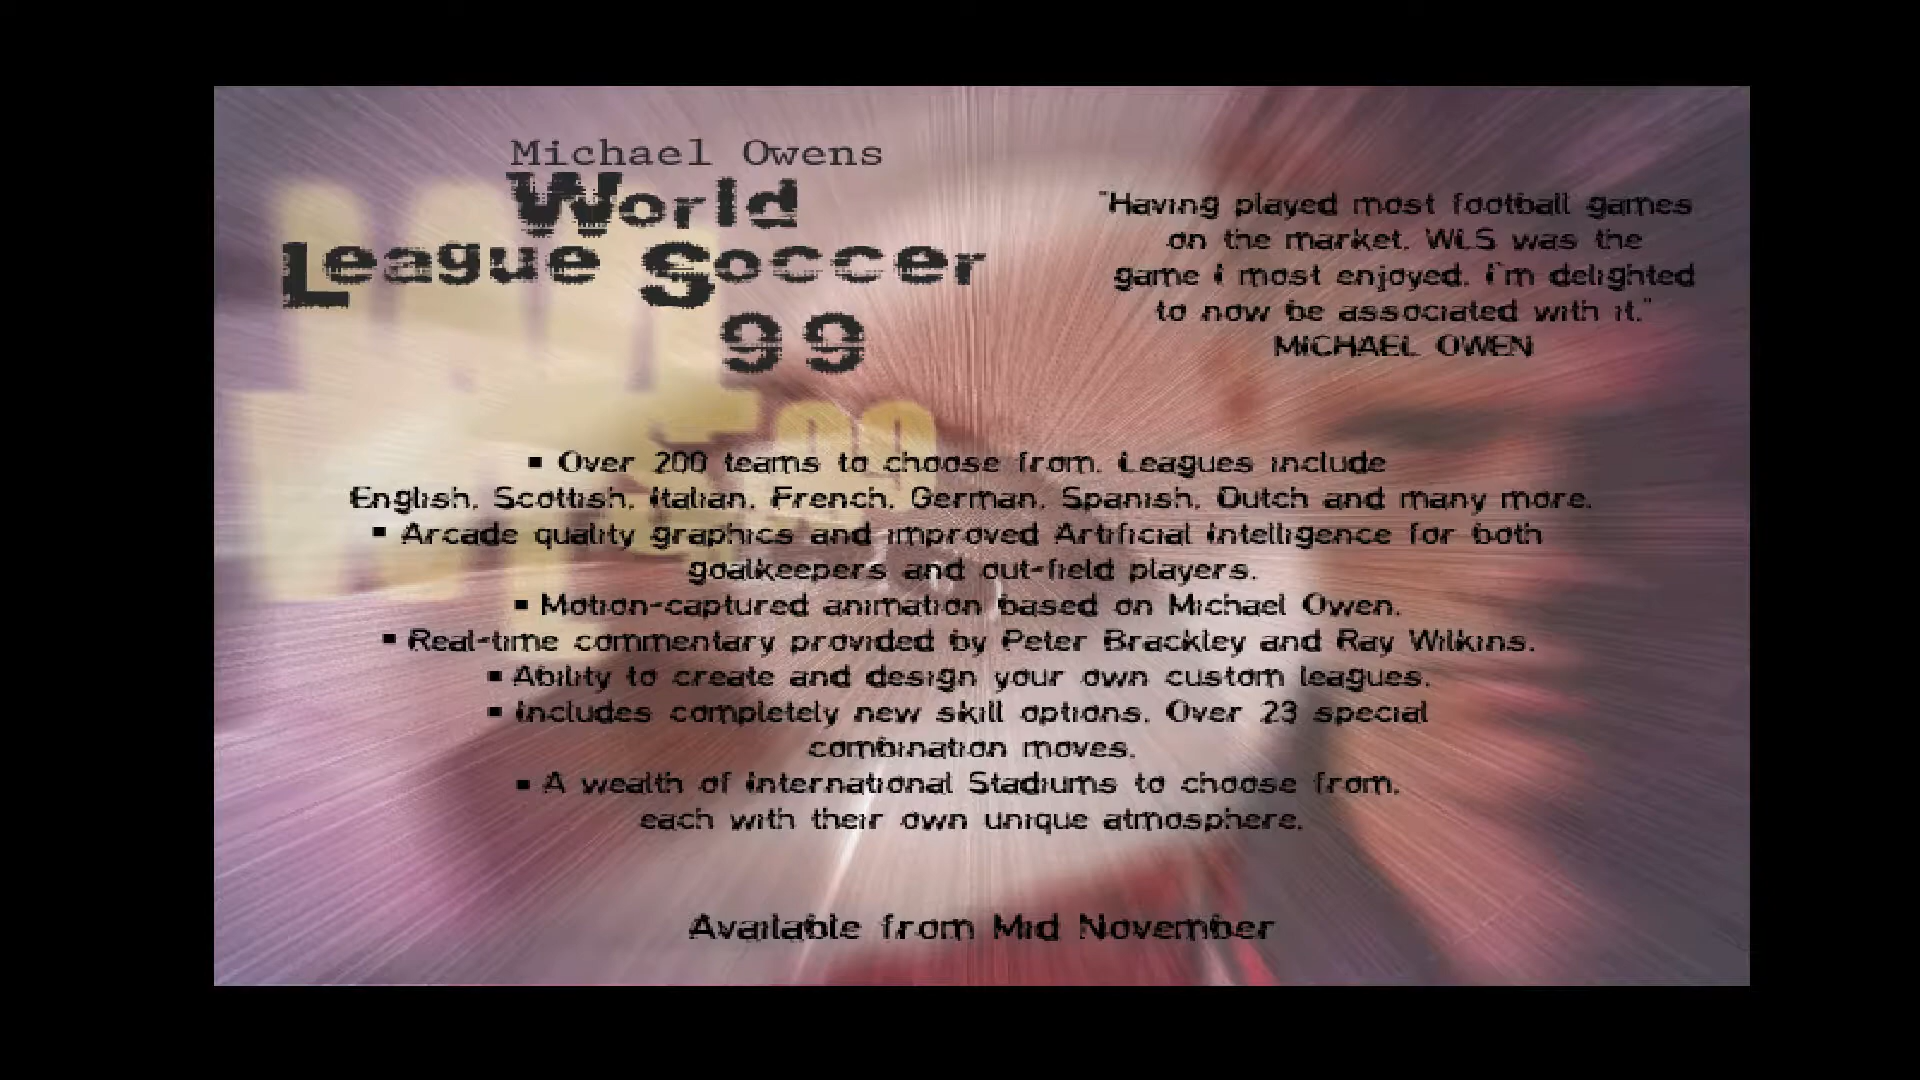 Michael Owens
World
League Soccer
99
"Having played most football games
on the market, WLS was the
game I most enjoyed. I'm delighted
to now be associated with it."
MICHAEL OWEN
▪ Over 200 teams to choose from. Leagues include
English, Scottish, Italian, French, German, Spanish, Dutch and many more.
▪ Arcade quality graphics and improved Artificial Intelligence for both
goalkeepers and out-field players.
▪ Motion-captured animation based on Michael Owen.
▪ Real-time commentary provided by Peter Brackley and Ray Wilkins.
▪ Ability to create and design your own custom leagues.
▪ Includes completely new skill options. Over 23 special
combination moves.
▪ A wealth of International Stadiums to choose from,
each with their own unique atmosphere.
Available from Mid November